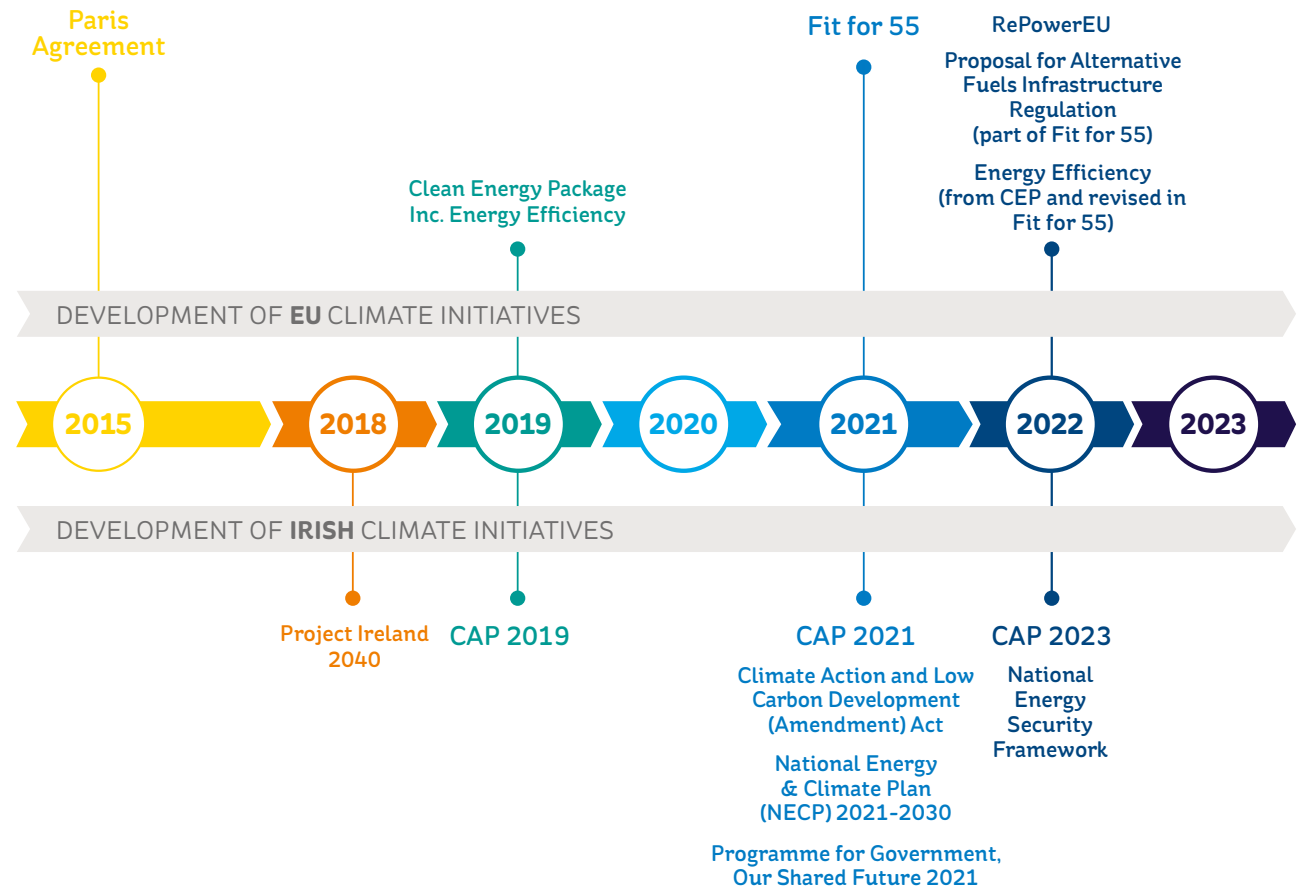 Paris
Agreement
Fit for 55
RePowerEU
Proposal for Alternative
Fuels Infrastructure
Regulation
(part of Fit for 55)
Energy Efficiency
(from CEP and revised in
Fit for 55)
Clean Energy Package
Inc. Energy Efficiency
DEVELOPMENT OF EU CLIMATE INITIATIVES
2015
2018
2019
2020
2021
2022
2023
DEVELOPMENT OF IRISH CLIMATE INITIATIVES
Project Ireland
2040
CAP 2019
CAP 2021
Climate Action and Low
Carbon Development
(Amendment) Act
National Energy
& Climate Plan
(NECP) 2021-2030
Programme for Government,
Our Shared Future 2021
CAP 2023
National
Energy
Security
Framework